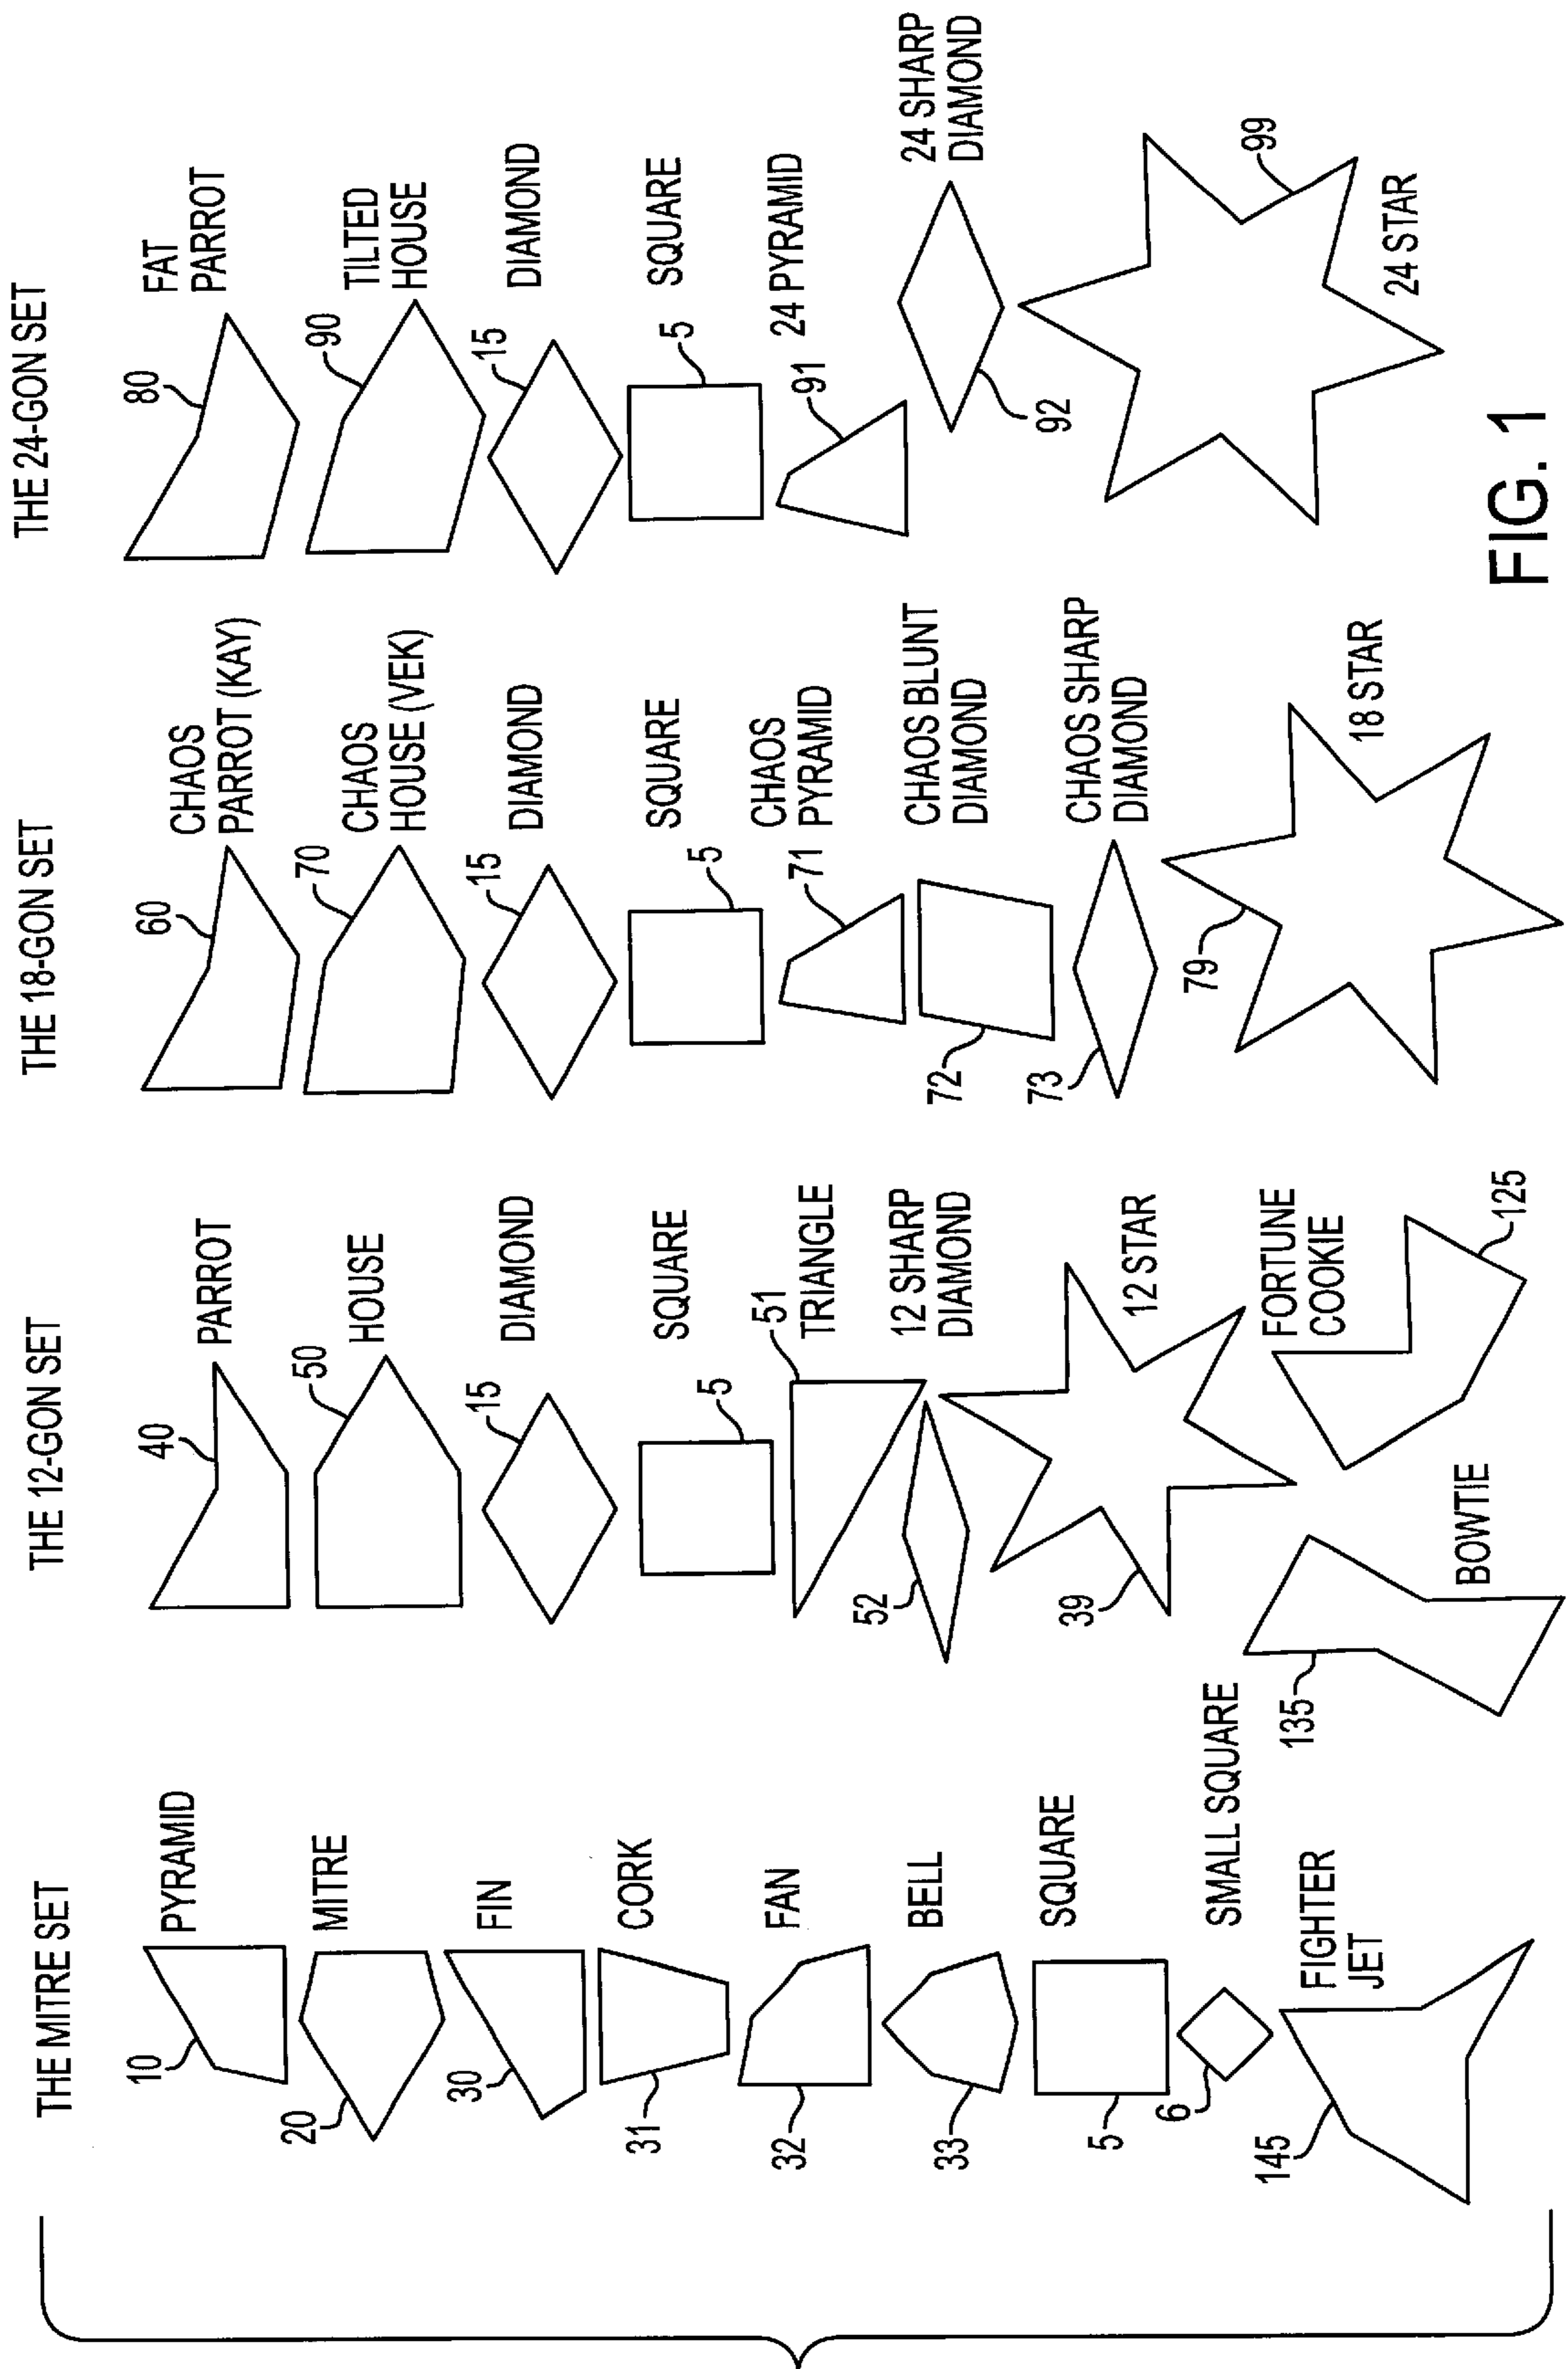 THE MITRE SET
10
PYRAMID
20
MITRE
30
FIN
31
CORK
32
FAN
33
BELL
5
SQUARE
6
SMALL SQUARE
145
FIGHTER
JET
THE 12-GON SET
40
PARROT
50
HOUSE
15
DIAMOND
5
SQUARE
51
TRIANGLE
52
12 SHARP
DIAMOND
39
12 STAR
135
BOWTIE
FORTUNE
COOKIE
125
THE 18-GON SET
60
CHAOS
PARROT (KAY)
70
CHAOS
HOUSE (VEK)
15
DIAMOND
5
SQUARE
71
CHAOS
PYRAMID
72
CHAOS BLUNT
DIAMOND
73
CHAOS SHARP
DIAMOND
79
18 STAR
THE 24-GON SET
80
FAT
PARROT
90
TILTED
HOUSE
15
DIAMOND
5
SQUARE
91
24 PYRAMID
92
24 SHARP
DIAMOND
99
24 STAR
FIG. 1